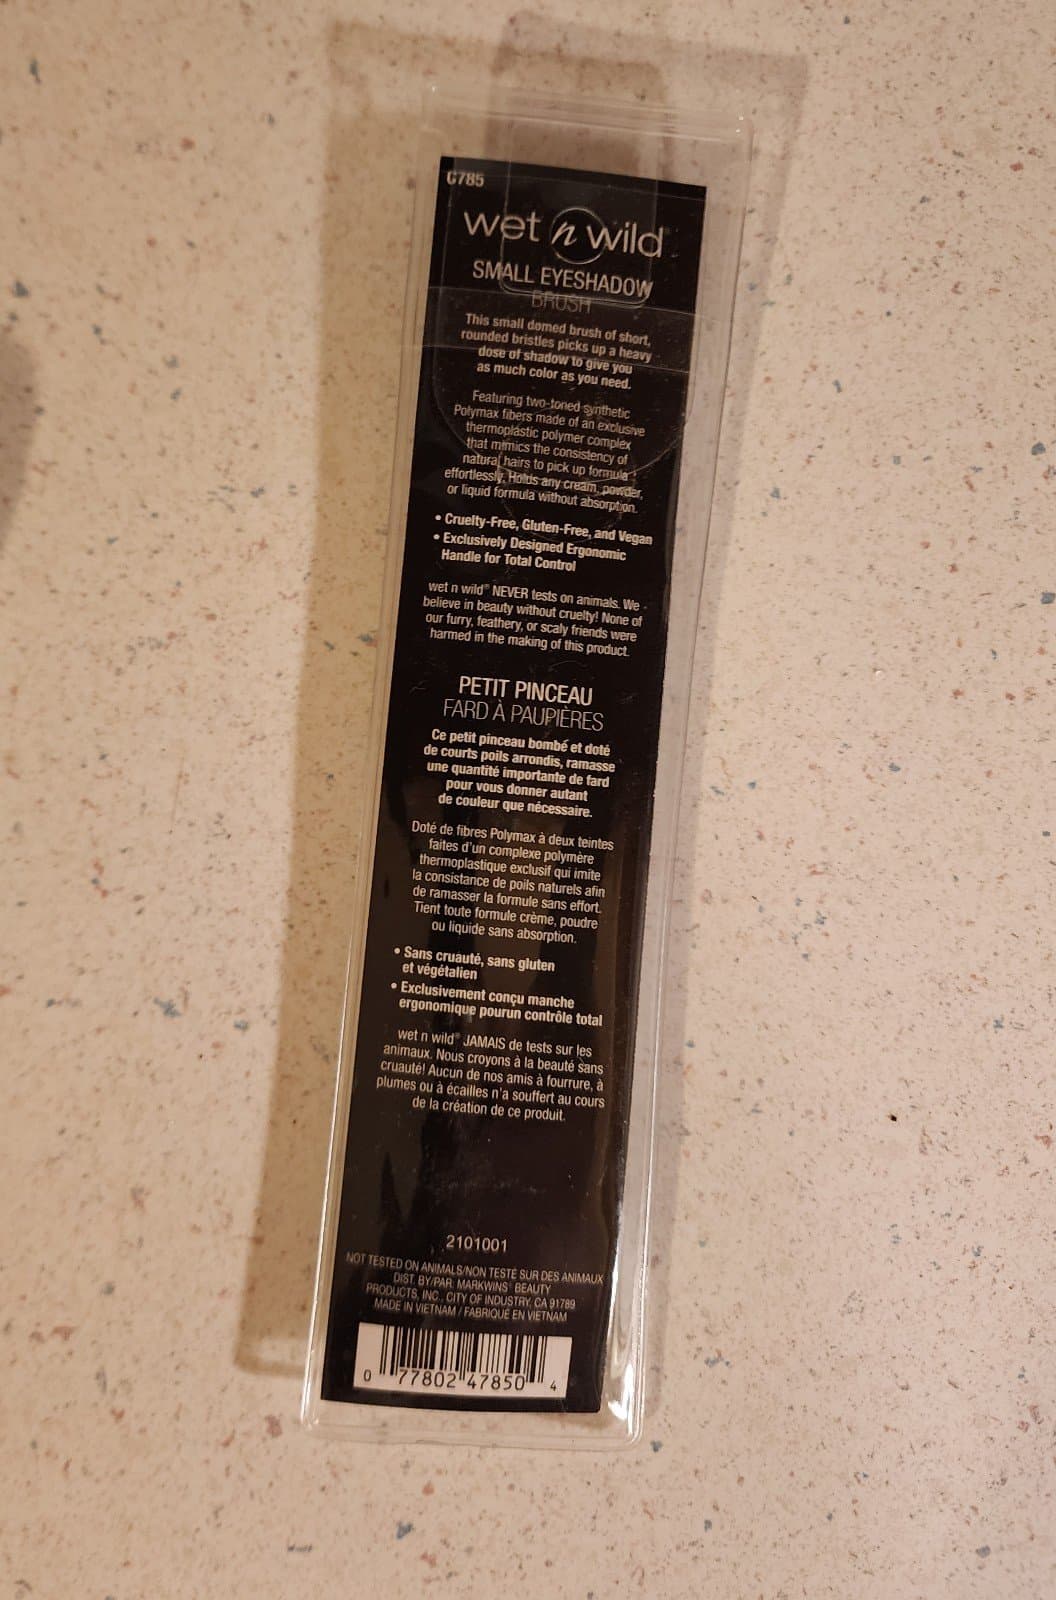 C785
wet n wild
SMALL EYESHADOW
BRUSH
This small domed brush of short,
rounded bristles picks up a heavy
dose of shadow to give you
as much color as you need.
Featuring two-toned synthetic
Polymax fibers made of an exclusive
thermoplastic polymer complex
that mimics the consistency of
natural hairs to pick up formula
effortlessly. Holds any cream, powder,
or liquid formula without absorption.
• Cruelty-Free, Gluten-Free, and Vegan
• Exclusively Designed Ergonomic
Handle for Total Control
wet n wild® NEVER tests on animals. We
believe in beauty without cruelty! None of
our furry, feathery, or scaly friends were
harmed in the making of this product.
PETIT PINCEAU
FARD À PAUPIÈRES
Ce petit pinceau bombé et doté
de courts poils arrondis, ramasse
une quantité importante de fard
pour vous donner autant
de couleur que nécessaire.
Doté de fibres Polymax à deux teintes
faites d'un complexe polymère
thermoplastique exclusif qui imite
la consistance de poils naturels afin
de ramasser la formule sans effort.
Tient toute formule crème, poudre
ou liquide sans absorption.
• Sans cruauté, sans gluten
et végétalien
• Exclusivement conçu manche
ergonomique pourun contrôle total
wet n wild® JAMAIS de tests sur les
animaux. Nous croyons à la beauté sans
cruauté! Aucun de nos amis à fourrure, à
plumes ou à écailles n'a souffert au cours
de la création de ce produit.
2101001
NOT TESTED ON ANIMALS/NON TESTÉ SUR DES ANIMAUX
DIST. BY/PAR. MARKWINS® BEAUTY
PRODUCTS, INC., CITY OF INDUSTRY, CA 91789
MADE IN VIETNAM / FABRIQUÉ EN VIETNAM
0 77802 47850 4